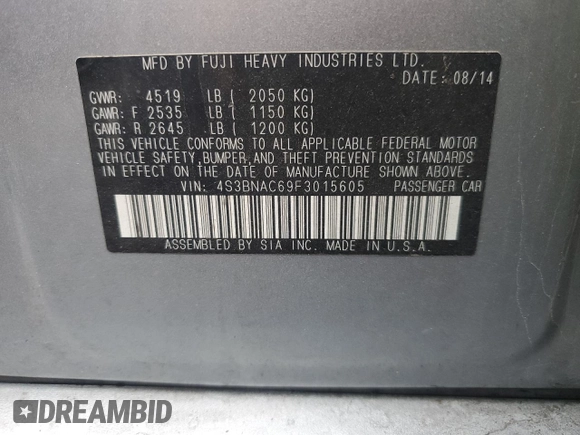 MFD BY FUJI HEAVY INDUSTRIES LTD.
DATE: 08/14
GVWR: 4519 LB ( 2050 KG)
GAWR: F 2535 LB ( 1150 KG)
GAWR: R 2645 LB ( 1200 KG)
THIS VEHICLE CONFORMS TO ALL APPLICABLE FEDERAL MOTOR
VEHICLE SAFETY, BUMPER, AND THEFT PREVENTION STANDARDS
IN EFFECT ON THE DATE OF MANUFACTURE SHOWN ABOVE.
VIN: 4S3BNAC69F3015605 PASSENGER CAR
ASSEMBLED BY SIA INC. MADE IN U.S.A.
DREAMBID